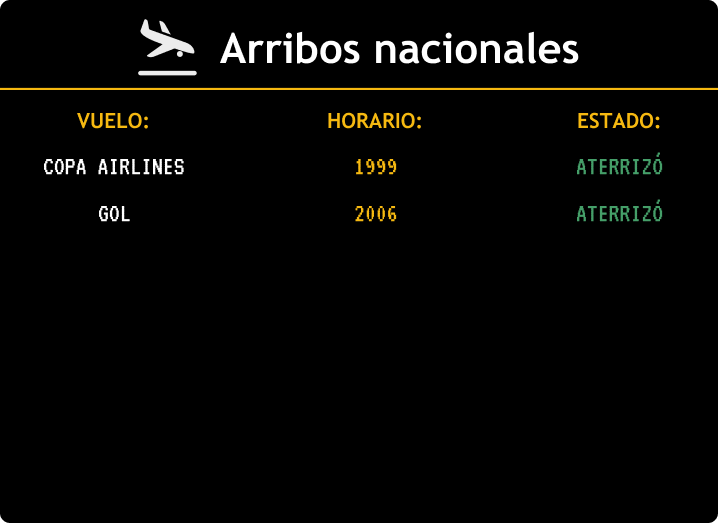 Arribos nacionales
VUELO: HORARIO: ESTADO:
COPA AIRLINES 1999 ATERRIZÓ
GOL 2006 ATERRIZÓ